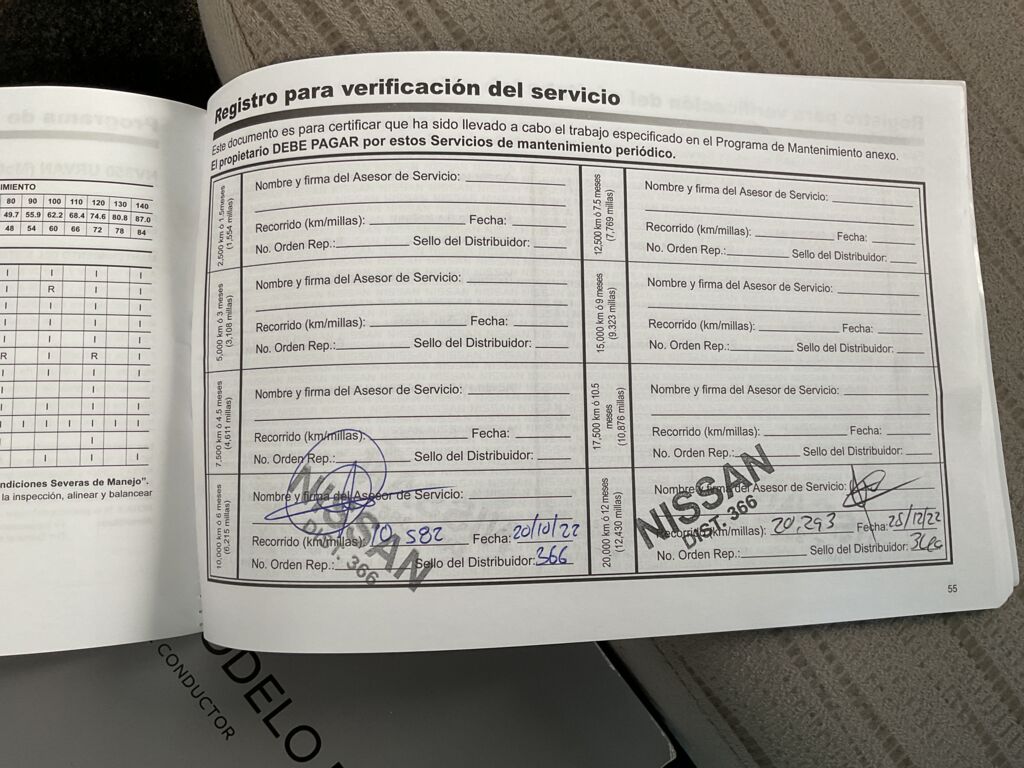 IMIENTO
80 90 100 110 120 130 140
49.7 55.9 62.2 68.4 74.6 80.8 87.0
48 54 60 66 72 78 84
I I I I
I R I I
I I I I
I I I I
I I I I
R I R I
I I I I
I
I I I I
I I I I I I I
I
I I I
ndiciones Severas de Manejo".
la inspección, alinear y balancear
Registro para verificación del servicio
Este documento es para certificar que ha sido llevado a cabo el trabajo especificado en el Programa de Mantenimiento anexo.
El propietario DEBE PAGAR por estos Servicios de mantenimiento periódico.
2,500 km ó 1.5meses
(1,554 millas)
Nombre y firma del Asesor de Servicio:
Recorrido (km/millas): Fecha:
No. Orden Rep.: Sello del Distribuidor:
5,000 km ó 3 meses
(3,108 millas)
Nombre y firma del Asesor de Servicio:
Recorrido (km/millas): Fecha:
No. Orden Rep.: Sello del Distribuidor:
7,500 km ó 4.5 meses
(4,611 millas)
Nombre y firma del Asesor de Servicio:
Recorrido (km/millas): Fecha:
No. Orden Rep.: Sello del Distribuidor:
10,000 km ó 6 meses
(6,215 millas)
Nombre y firma del Asesor de Servicio:
Recorrido (km/millas): 10 582 Fecha: 20/10/22
No. Orden Rep.: Sello del Distribuidor: 366
NISSAN
DIST. 366
12,500 km ó 7.5 meses
(7,769 millas)
Nombre y firma del Asesor de Servicio:
Recorrido (km/millas): Fecha:
No. Orden Rep.: Sello del Distribuidor:
15,000 km ó 9 meses
(9,323 millas)
Nombre y firma del Asesor de Servicio:
Recorrido (km/millas): Fecha:
No. Orden Rep.: Sello del Distribuidor:
17,500 km ó 10.5
meses
(10,876 millas)
Nombre y firma del Asesor de Servicio:
Recorrido (km/millas): Fecha:
No. Orden Rep.: Sello del Distribuidor:
20,000 km ó 12 meses
(12,430 millas)
Nombre y firma del Asesor de Servicio:
Recorrido (km/millas): 20,293 Fecha: 25/12/22
No. Orden Rep.: Sello del Distribuidor: 366
NISSAN
DIST. 366
55
ODELO
CONDUCTOR